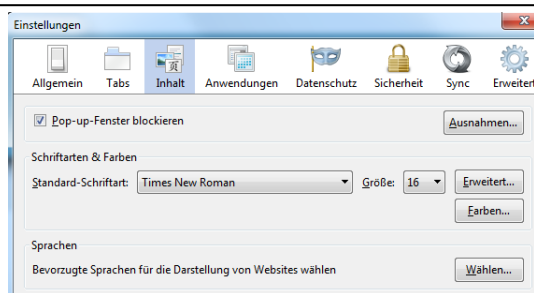 Einstellungen
Allgemein Tabs Inhalt Anwendungen Datenschutz Sicherheit Sync Erweitert
Pop-up-Fenster blockieren Ausnahmen...
Schriftarten & Farben
Standard-Schriftart: Times New Roman Größe: 16 Erweitert...
Farben...
Sprachen
Bevorzugte Sprachen für die Darstellung von Websites wählen Wählen...